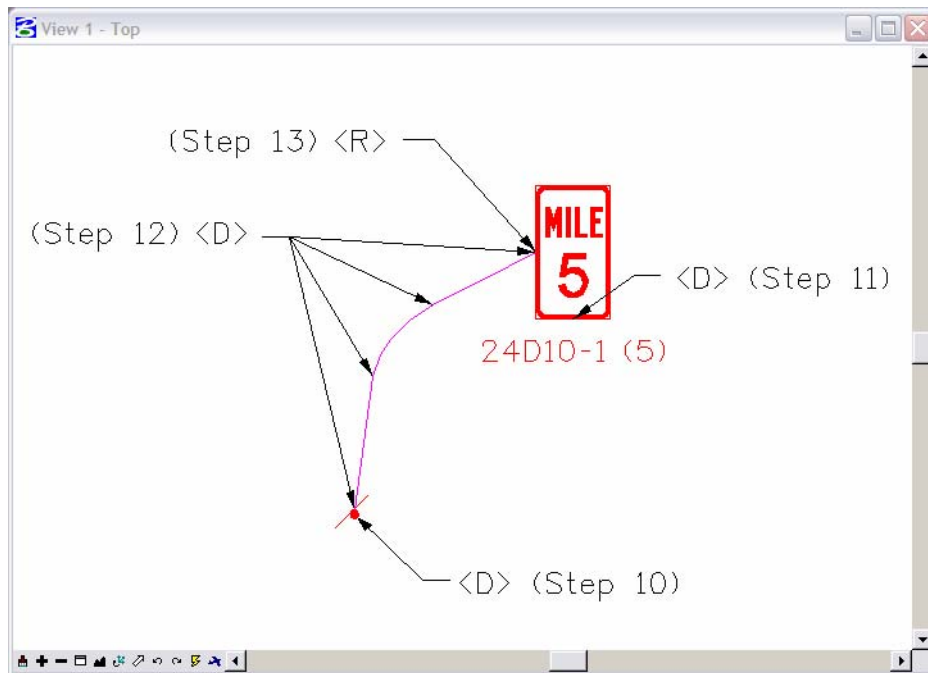 View 1 - Top
(Step 13) <R>
MILE
5
(Step 12) <D>
<D> (Step 11)
24D10-1 (5)
<D> (Step 10)